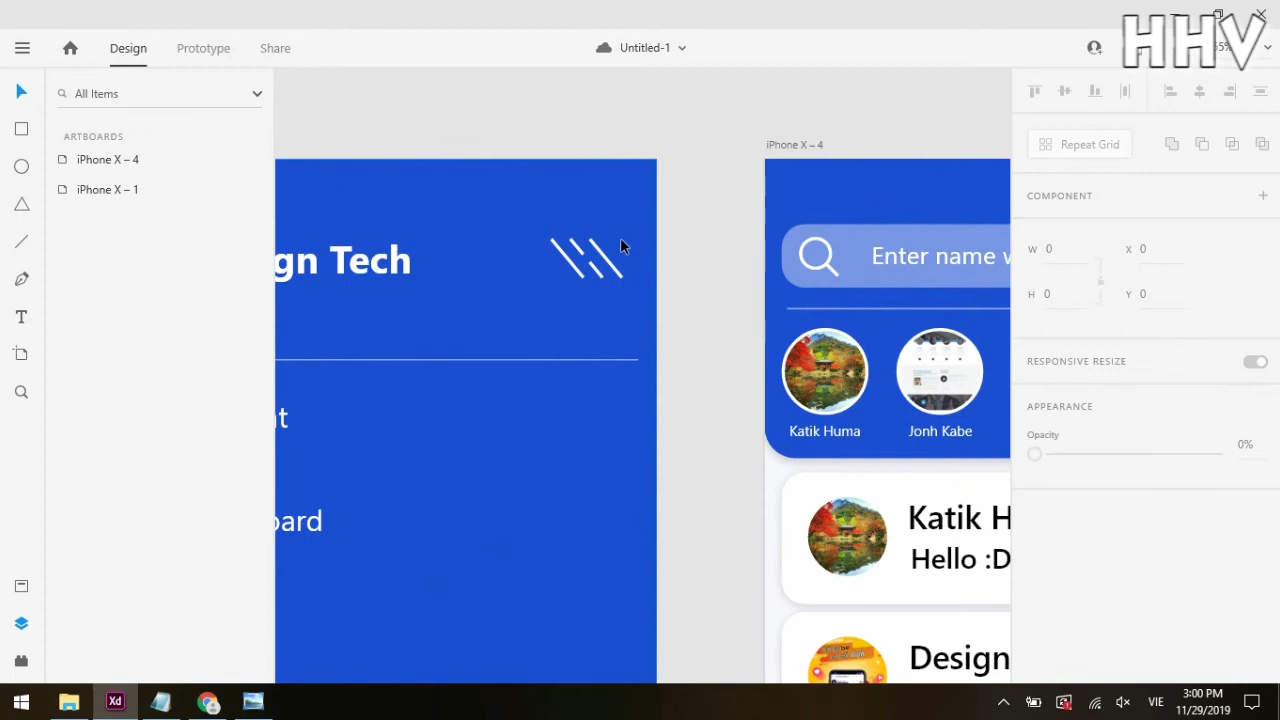 HHV
Design
Prototype
Share
Untitled-1
All Items
ARTBOARDS
iPhone X – 4
iPhone X – 1
gn Tech
iPhone X – 4
Enter name w
Katik Huma
Jonh Kabe
Katik H
Hello :D
Design
Repeat Grid
COMPONENT
W 0
X 0
H 0
Y 0
RESPONSIVE RESIZE
APPEARANCE
Opacity
0%
T
Xd
VIE
3:00 PM
11/29/2019